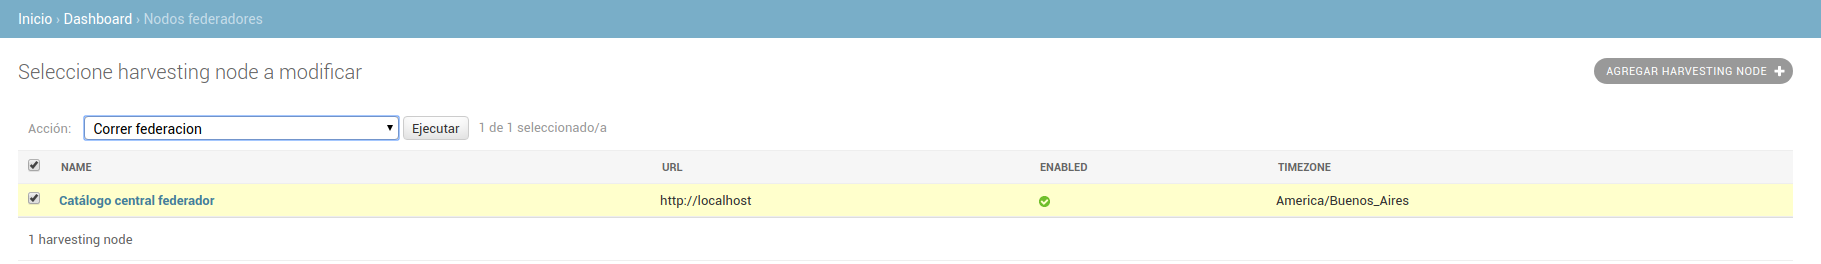 Inicio › Dashboard › Nodos federadores
Seleccione harvesting node a modificar
AGREGAR HARVESTING NODE +
Acción: Correr federacion Ejecutar 1 de 1 seleccionado/a
NAME URL ENABLED TIMEZONE
Catálogo central federador http://localhost America/Buenos_Aires
1 harvesting node